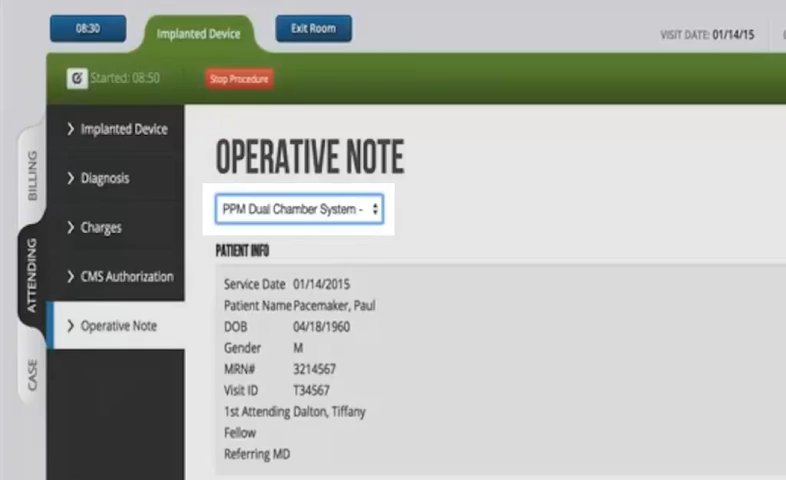 08:30
Implanted Device
Exit Room
VISIT DATE: 01/14/15
Started: 08:50
Stop Procedure
BILLING
ATTENDING
CASE
Implanted Device
Diagnosis
Charges
CMS Authorization
Operative Note
OPERATIVE NOTE
PPM Dual Chamber System -
PATIENT INFO
Service Date 01/14/2015
Patient Name Pacemaker, Paul
DOB 04/18/1960
Gender M
MRN# 3214567
Visit ID T34567
1st Attending Dalton, Tiffany
Fellow
Referring MD